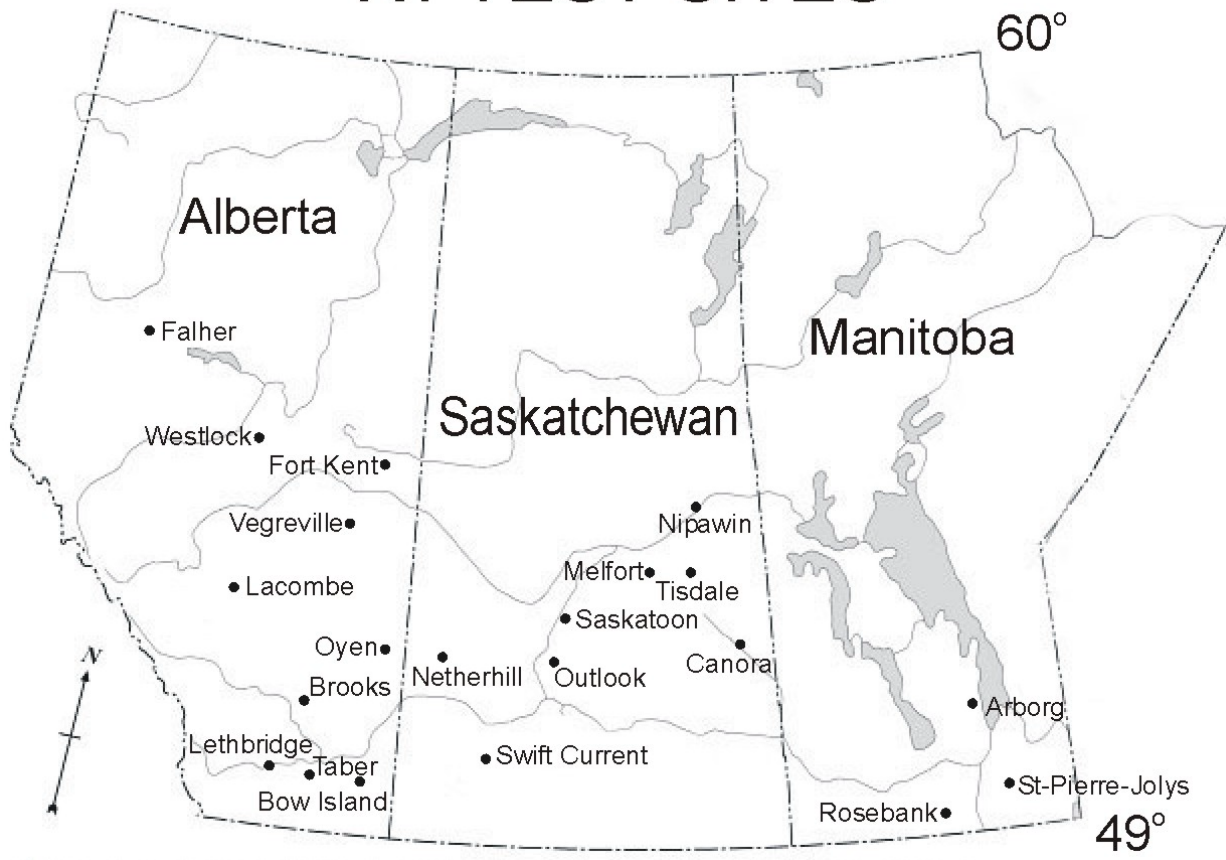 60°
Alberta
Falher
Manitoba
Saskatchewan
Westlock
Fort Kent
Vegreville
Nipawin
Melfort
Tisdale
Lacombe
Saskatoon
Oyen
Netherhill
Outlook
Canora
N
Brooks
Arborg
Lethbridge
Taber
Swift Current
Bow Island
St-Pierre-Jolys
Rosebank
49°